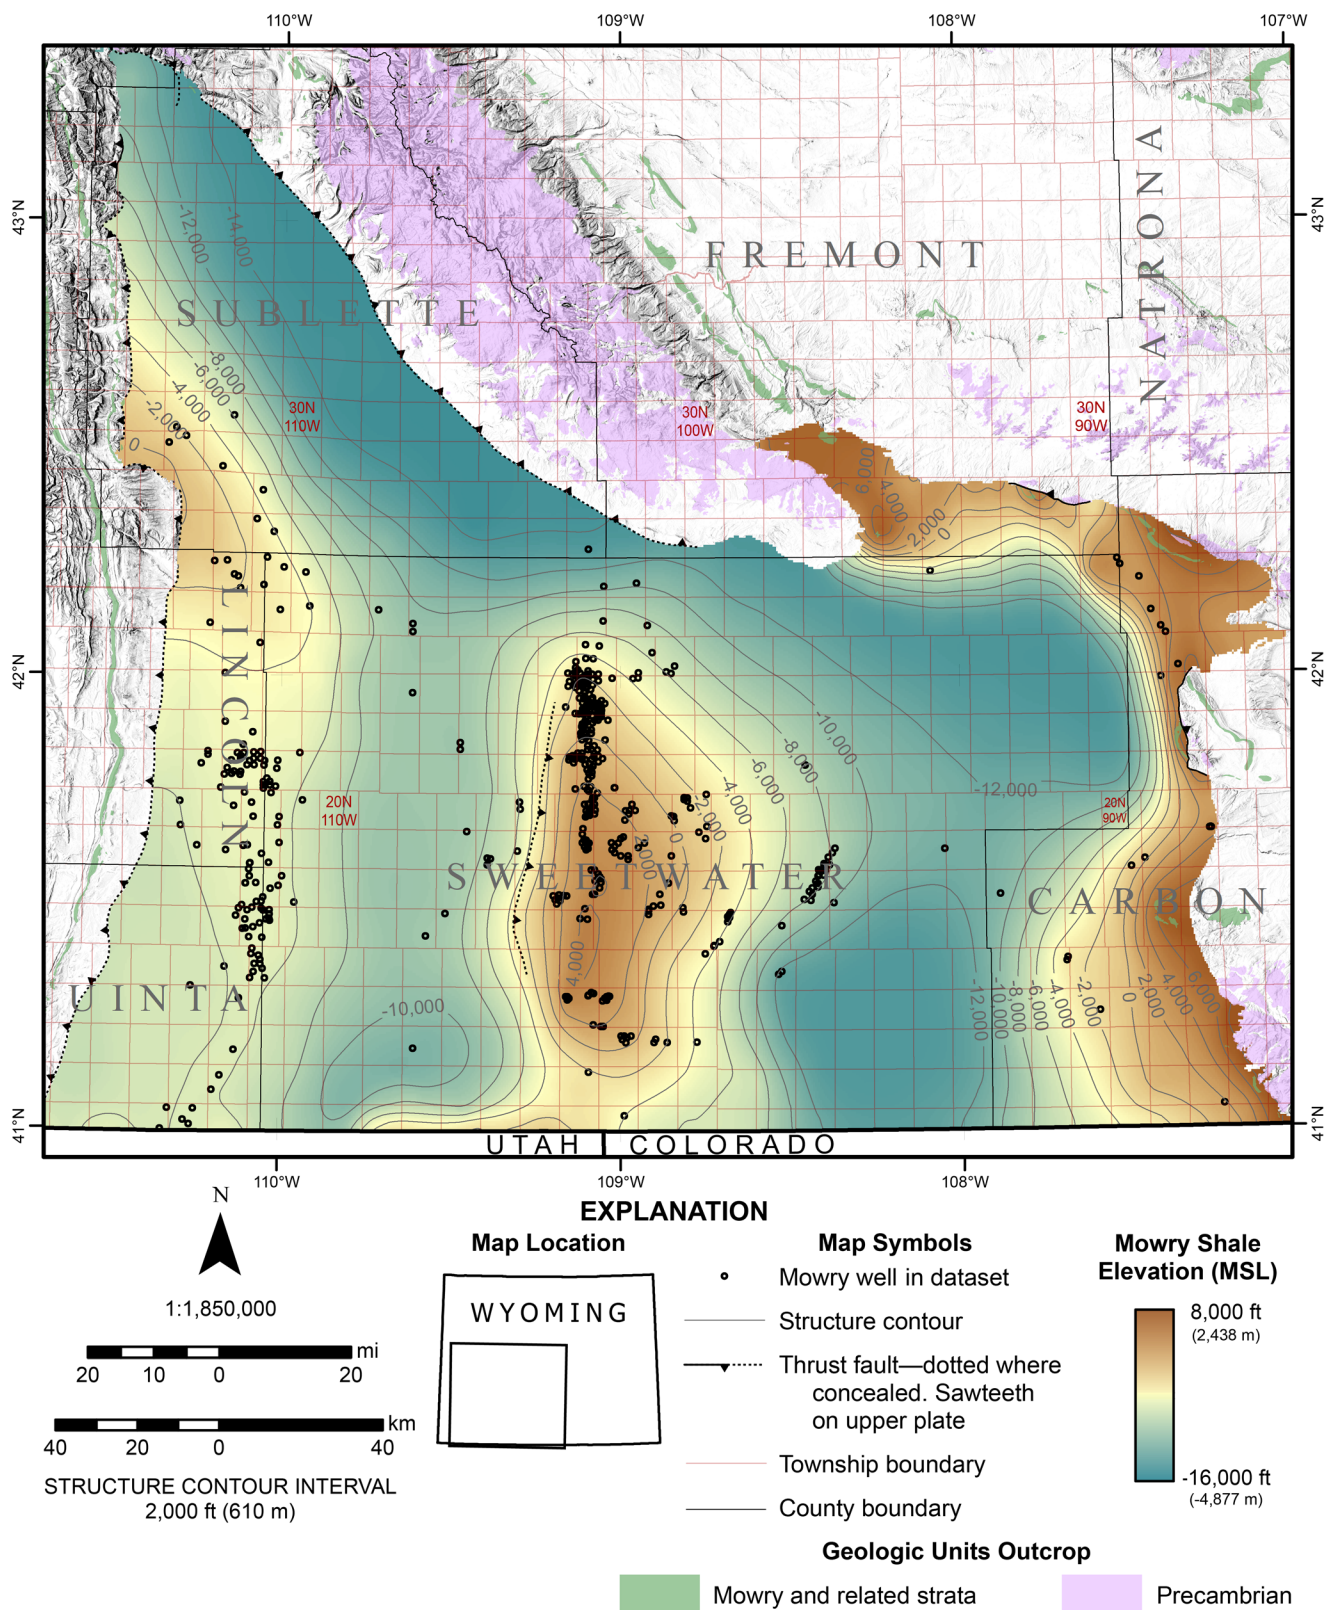 110°W 109°W 108°W 107°W
43°N
43°N
NATRONA
FREMONT
SUBLETTE
-14,000
-12,000
-8,000
-6,000
-4,000
-2,000
0
30N
110W
30N
100W
30N
90W
6,000
4,000
2,000
0
42°N
42°N
LINCOLN
-10,000
-8,000
-6,000
-4,000
-2,000
0
2,000
4,000
-12,000
20N
110W
20N
90W
SWEETWATER
CARBON
UINTA
-10,000
-12,000
-10,000
-8,000
-6,000
-4,000
-2,000
0
2,000
4,000
6,000
41°N
41°N
UTAH COLORADO
110°W 109°W 108°W
N
1:1,850,000
mi
20 10 0 20
km
40 20 0 40
STRUCTURE CONTOUR INTERVAL
2,000 ft (610 m)
EXPLANATION
Map Location
WYOMING
Map Symbols
Mowry well in dataset
Structure contour
Thrust fault—dotted where
concealed. Sawteeth
on upper plate
Township boundary
County boundary
Mowry Shale
Elevation (MSL)
8,000 ft
(2,438 m)
-16,000 ft
(-4,877 m)
Geologic Units Outcrop
Mowry and related strata
Precambrian